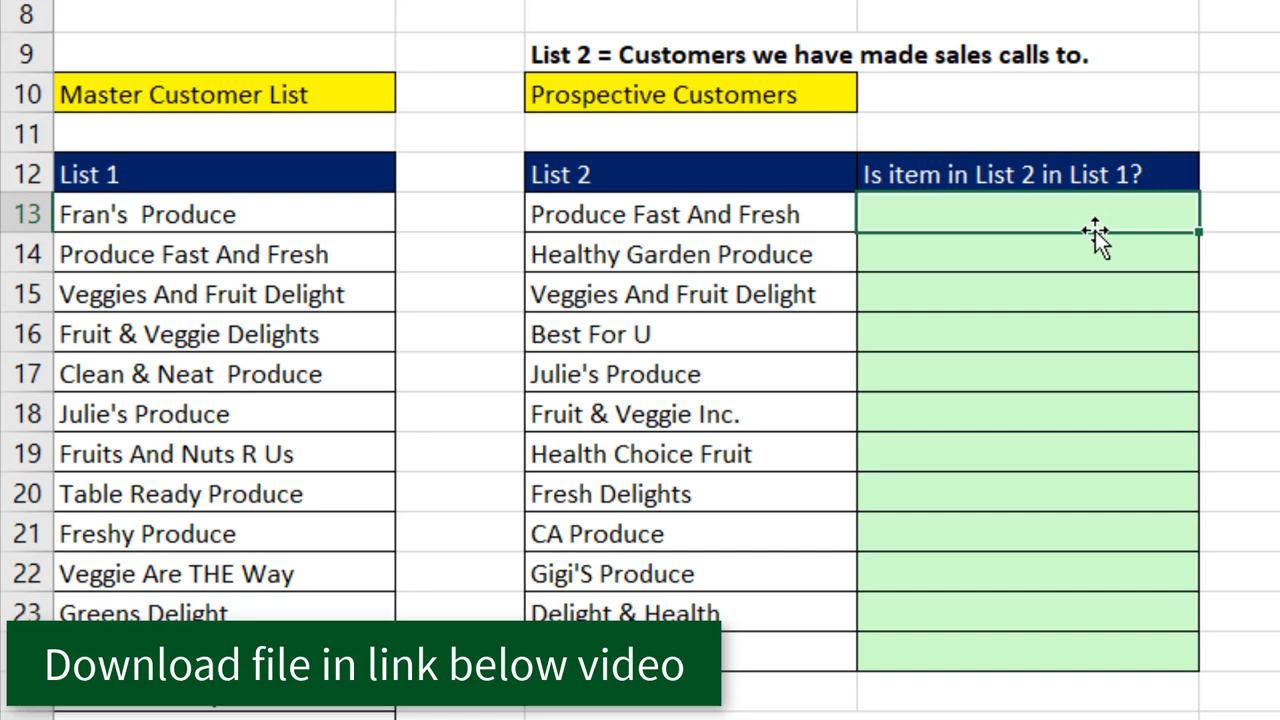 8
9 List 2 = Customers we have made sales calls to.
10 Master Customer List Prospective Customers
11
12 List 1 List 2 Is item in List 2 in List 1?
13 Fran's  Produce Produce Fast And Fresh
14 Produce Fast And Fresh Healthy Garden Produce
15 Veggies And Fruit Delight Veggies And Fruit Delight
16 Fruit & Veggie Delights Best For U
17 Clean & Neat  Produce Julie's Produce
18 Julie's Produce Fruit & Veggie Inc.
19 Fruits And Nuts R Us Health Choice Fruit
20 Table Ready Produce Fresh Delights
21 Freshy Produce CA Produce
22 Veggie Are THE Way Gigi'S Produce
23 Greens Delight Delight & Health
Download file in link below video